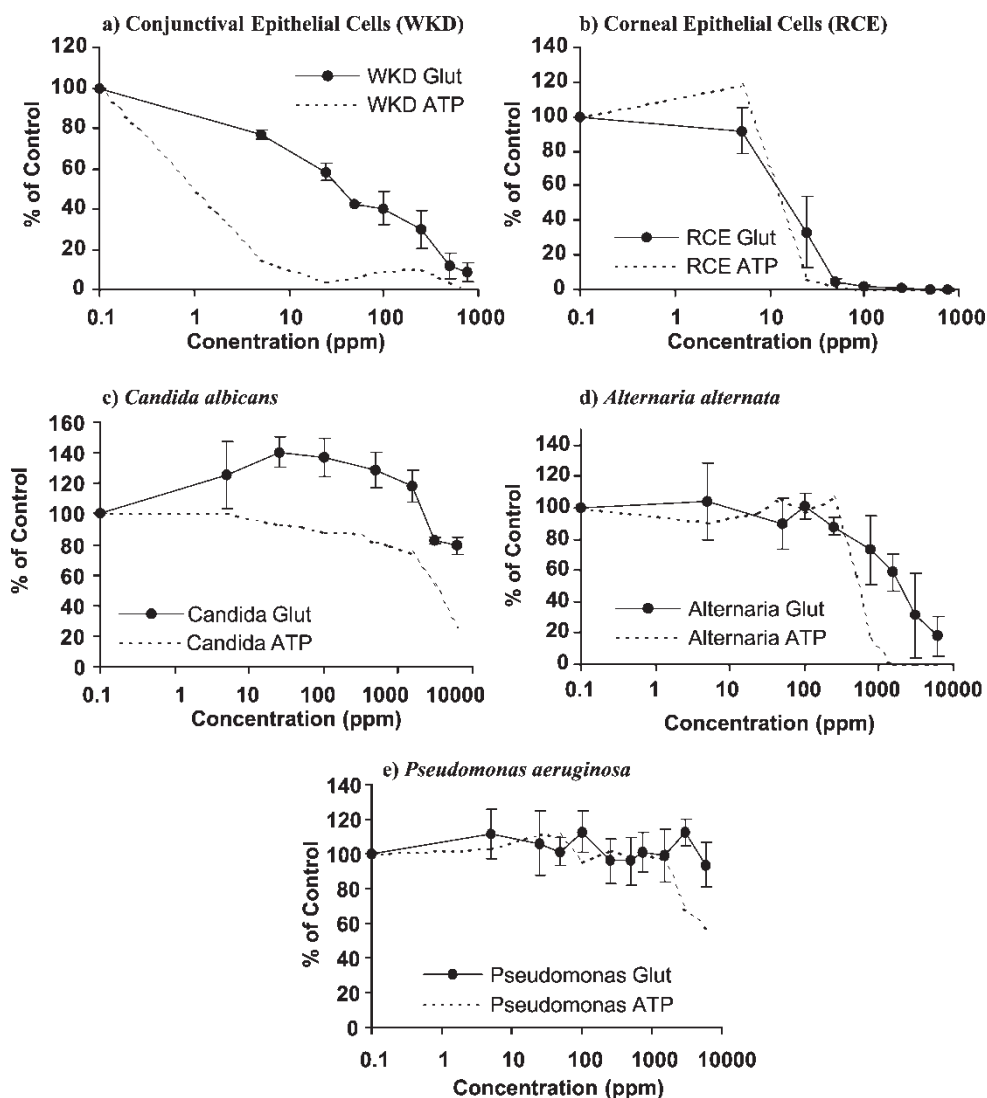 a) Conjunctival Epithelial Cells (WKD)
120
100
80
60
40
20
0
% of Control
WKD Glut
WKD ATP
0.1 1 10 100 1000
Conentration (ppm)
b) Corneal Epithelial Cells (RCE)
140
120
100
80
60
40
20
0
% of Control
RCE Glut
RCE ATP
0.1 1 10 100 1000
Concentration (ppm)
c) Candida albicans
160
140
120
100
80
60
40
20
0
% of Control
Candida Glut
Candida ATP
0.1 1 10 100 1000 10000
Concentration (ppm)
d) Alternaria alternata
140
120
100
80
60
40
20
0
% of Control
Alternaria Glut
Alternaria ATP
0.1 1 10 100 1000 10000
Concentration (ppm)
e) Pseudomonas aeruginosa
140
120
100
80
60
40
20
0
% of Control
Pseudomonas Glut
Pseudomonas ATP
0.1 1 10 100 1000 10000
Concentration (ppm)